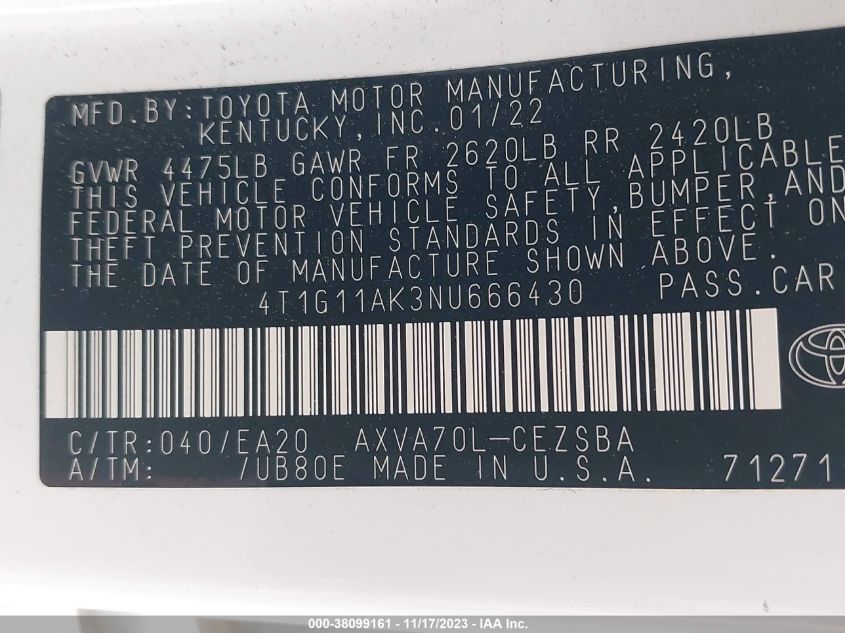 MFD.BY:TOYOTA MOTOR MANUFACTURING,
KENTUCKY,INC.01/22
GVWR 4475LB GAWR FR 2620LB RR 2420LB
THIS VEHICLE CONFORMS TO ALL APPLICABLE
FEDERAL MOTOR VEHICLE SAFETY,BUMPER,AND
THEFT PREVENTION STANDARDS IN EFFECT ON
THE DATE OF MANUFACTURE SHOWN ABOVE.
4T1G11AK3NU666430 PASS.CAR
C/TR:040/EA20 AXVA70L-CEZSBA
A/TM: /UB80E MADE IN U.S.A. 71271
000-38099161 - 11/17/2023 - IAA Inc.